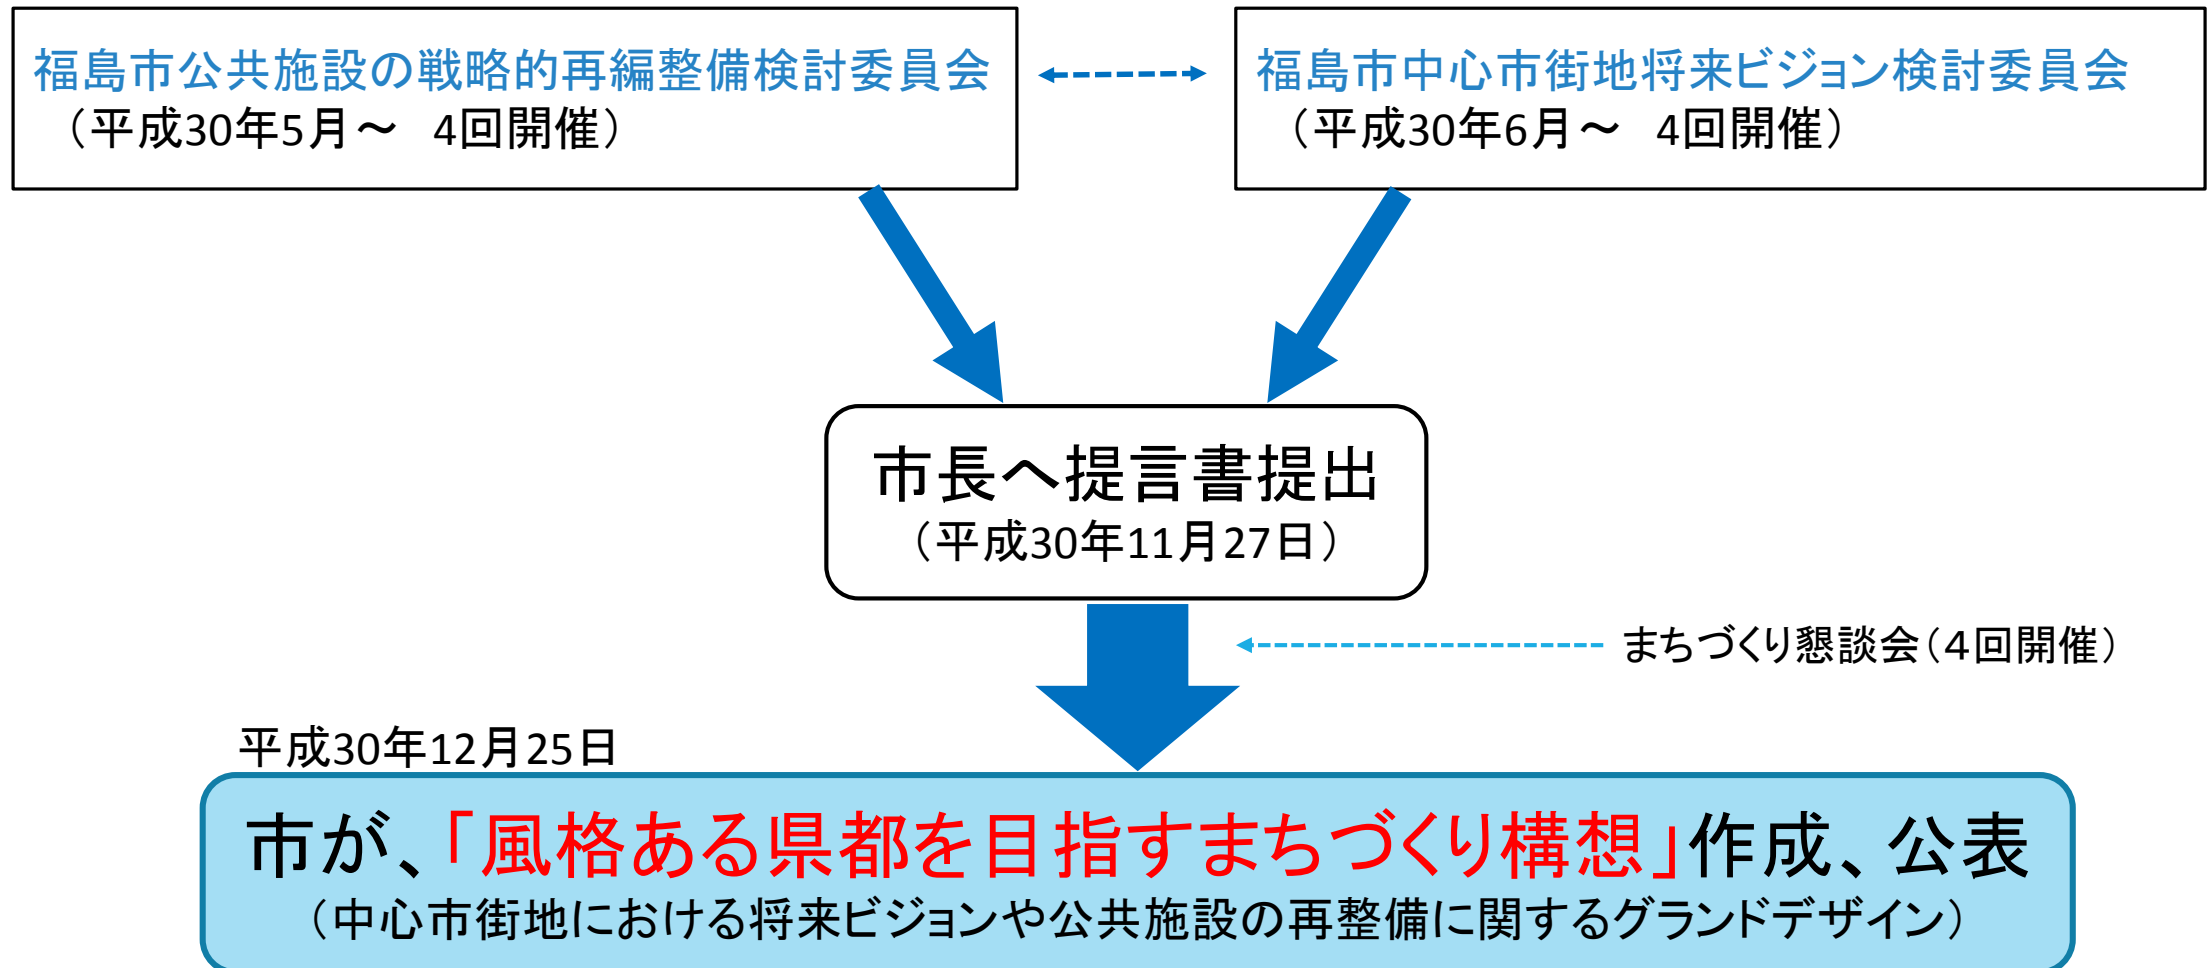 福島市公共施設の戦略的再編整備検討委員会
（平成30年5月～　4回開催）
福島市中心市街地将来ビジョン検討委員会
（平成30年6月～　4回開催）
市長へ提言書提出
（平成30年11月27日）
まちづくり懇談会（４回開催）
平成30年12月25日
市が、「風格ある県都を目指すまちづくり構想」作成、公表
（中心市街地における将来ビジョンや公共施設の再整備に関するグランドデザイン）